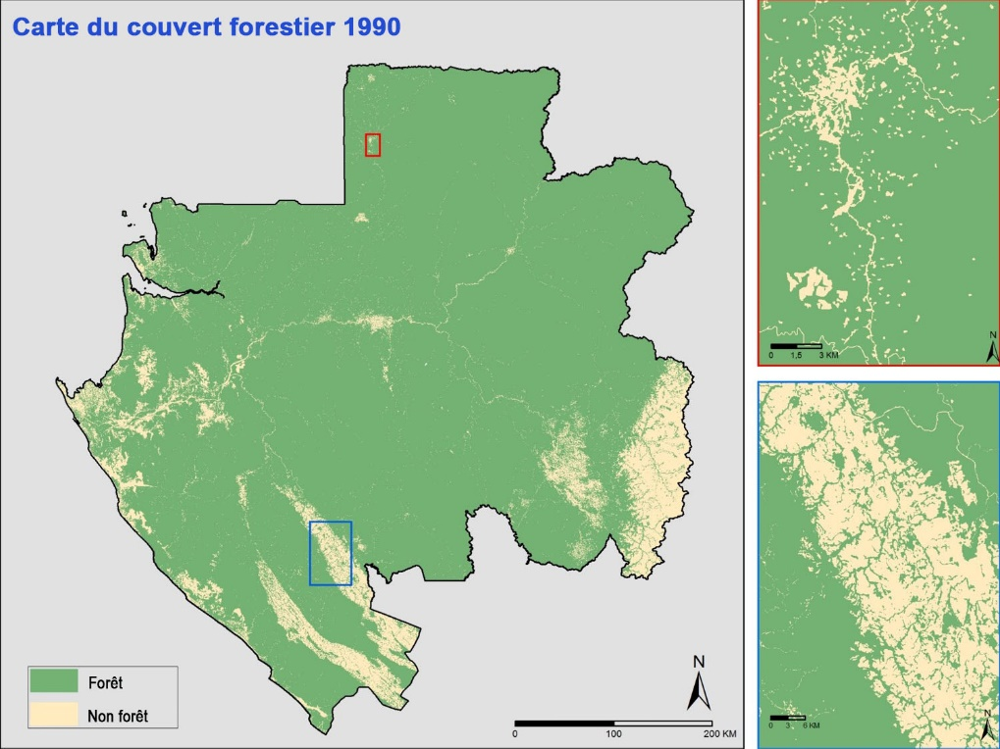 Carte du couvert forestier 1990
Forêt
Non forêt
N
0 100 200 KM
N
0 1,5 3 KM
N
0 3 6 KM